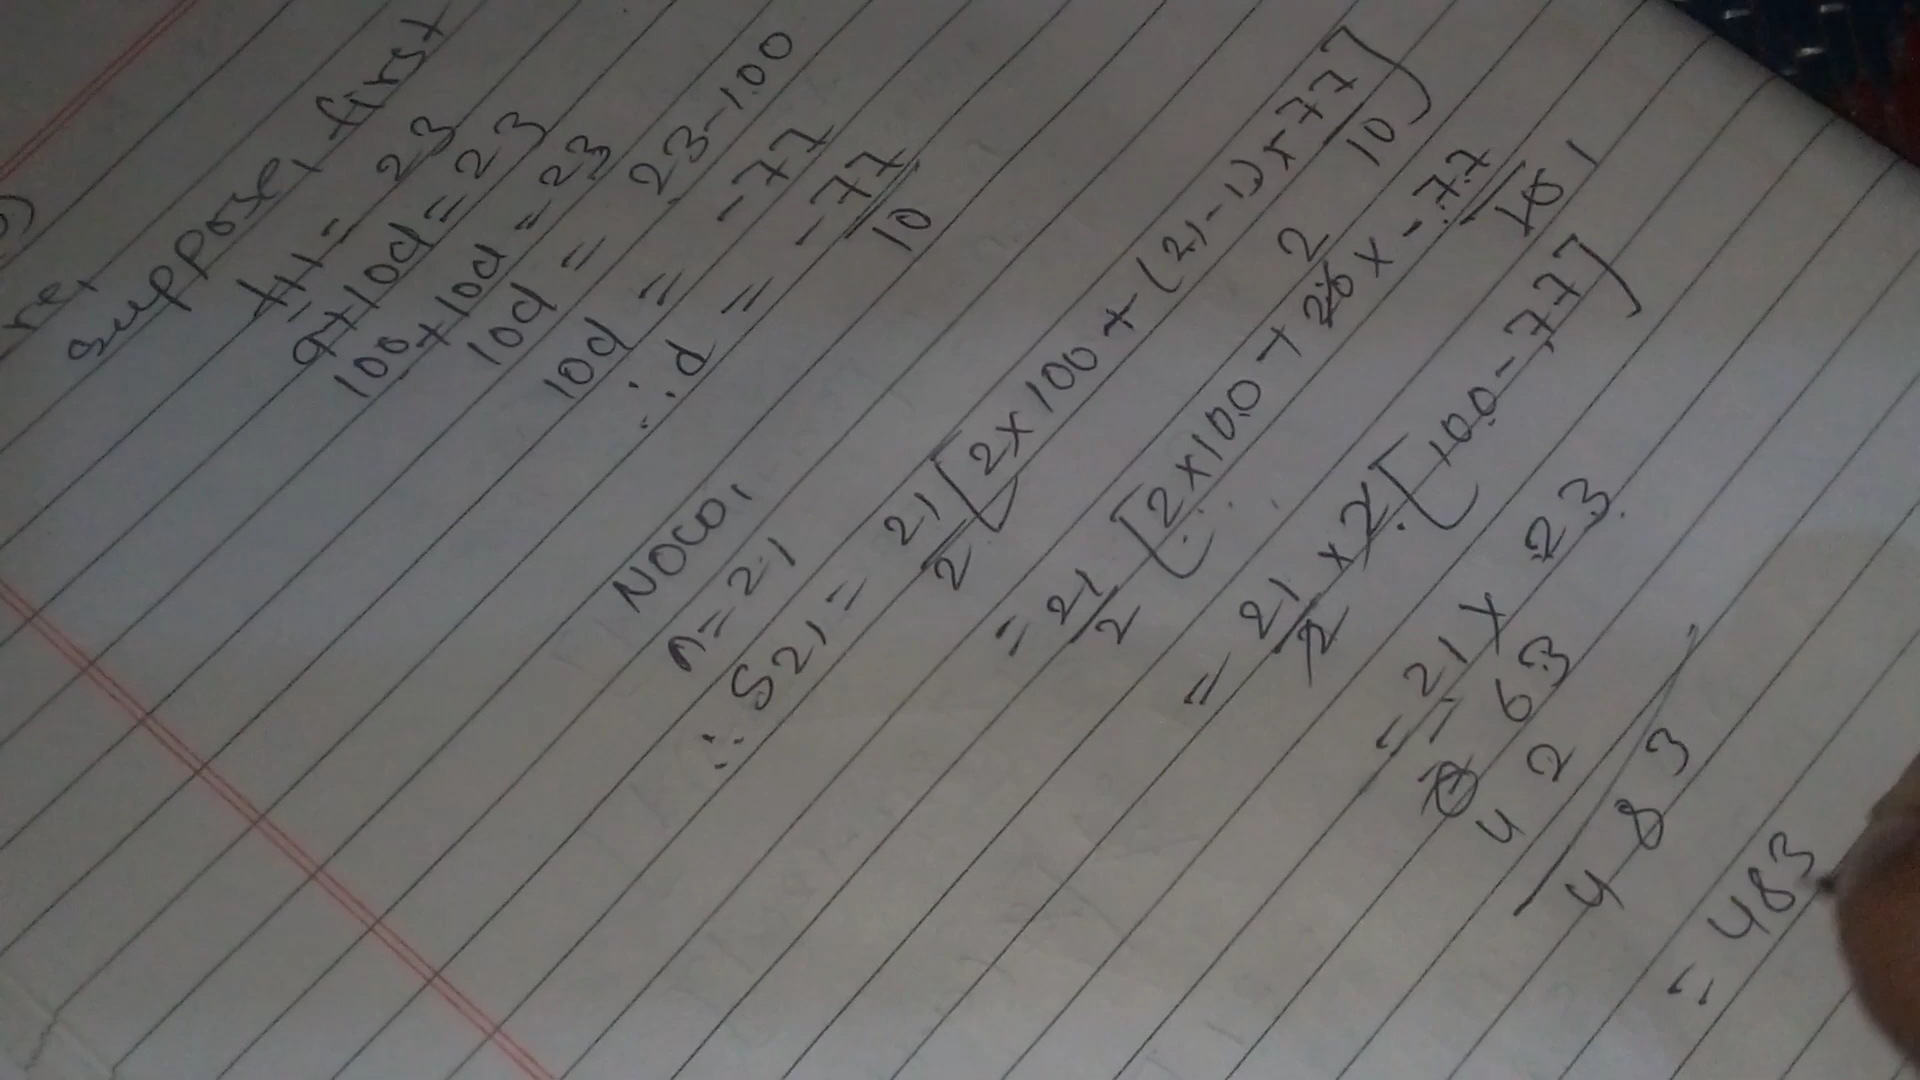 suppose, first
t11 = 23
a+10d = 23
100+10d = 23
10d = 23-100
10d = -77
∴ d = -77/10
Now,
n = 21
∴ S21 = 21/2 [2×100+(21-1)×77/10]
= 21/2 [2×100+20×-77/10]
= 21/2 ×2 [100-77]
= 21×23
= 63
42
483
= 483